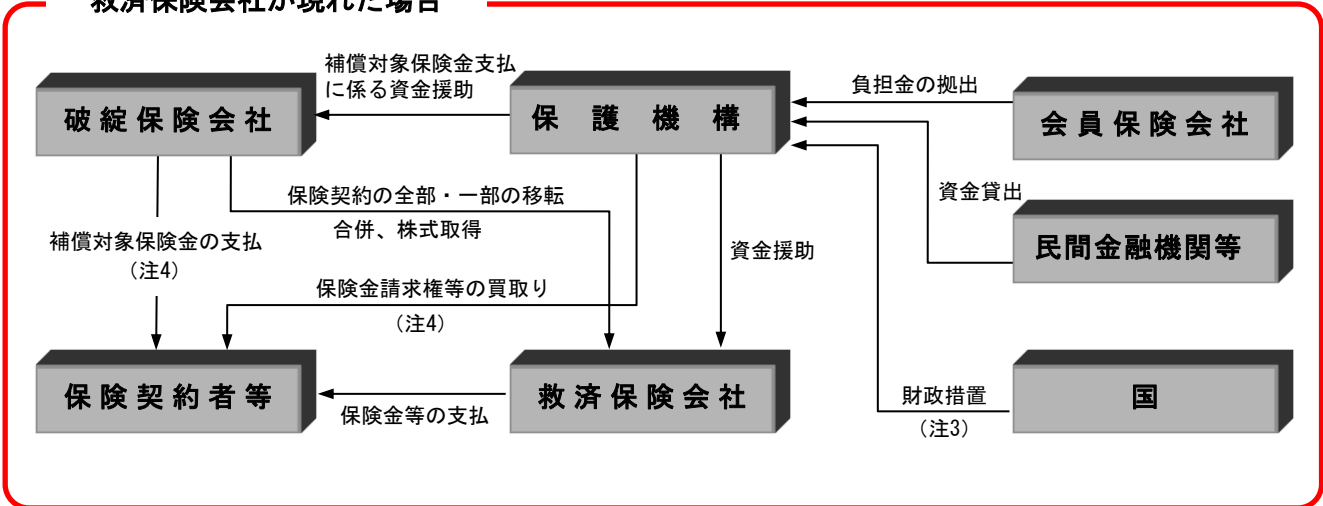 救済保険会社が現れた場合
補償対象保険金支払
に係る資金援助
負担金の拠出
破綻保険会社
保護機構
会員保険会社
保険契約の全部・一部の移転
合併、株式取得
資金貸出
補償対象保険金の支払
（注4）
資金援助
民間金融機関等
保険金請求権等の買取り
（注4）
保険契約者等
救済保険会社
国
保険金等の支払
財政措置
（注3）